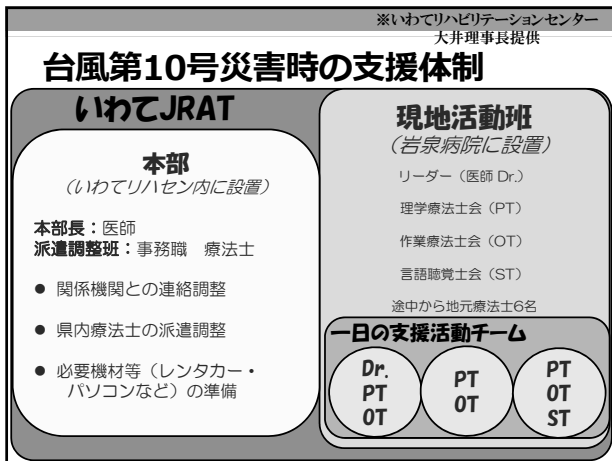 ※いわてリハビリテーションセンター
大井理事長提供
台風第10号災害時の支援体制
いわてJRAT
本部
（いわてリハセン内に設置）
本部長：医師
派遣調整班：事務職　療法士
● 関係機関との連絡調整
● 県内療法士の派遣調整
● 必要機材等（レンタカー・
パソコンなど）の準備
現地活動班
（岩泉病院に設置）
リーダー（医師 Dr.）
理学療法士会（PT）
作業療法士会（OT）
言語聴覚士会（ST）
途中から地元療法士6名
一日の支援活動チーム
Dr.
PT
OT
PT
OT
PT
OT
ST